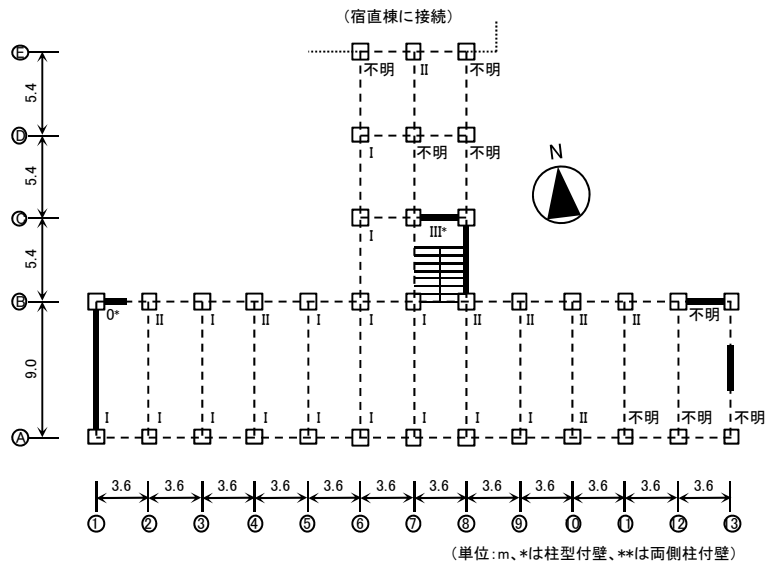 (宿直棟に接続)
E
不明 II 不明
5.4
D
I 不明 不明
N
5.4
C
I III*
5.4
B
0* II I II I I I II II II II 不明
9.0
A
I I I I I I I I I II 不明 不明 不明
3.6 3.6 3.6 3.6 3.6 3.6 3.6 3.6 3.6 3.6 3.6 3.6
① ② ③ ④ ⑤ ⑥ ⑦ ⑧ ⑨ ⑩ ⑪ ⑫ ⑬
(単位:m、*は柱型付壁、**は両側柱付壁)